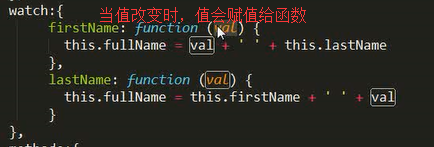 当值改变时，值会赋值给函数
watch:{
firstName: function (val) {
this.fullName = val + ' ' + this.lastName
},
lastName: function (val) {
this.fullName = this.firstName + ' ' + val
}
},
methods:{